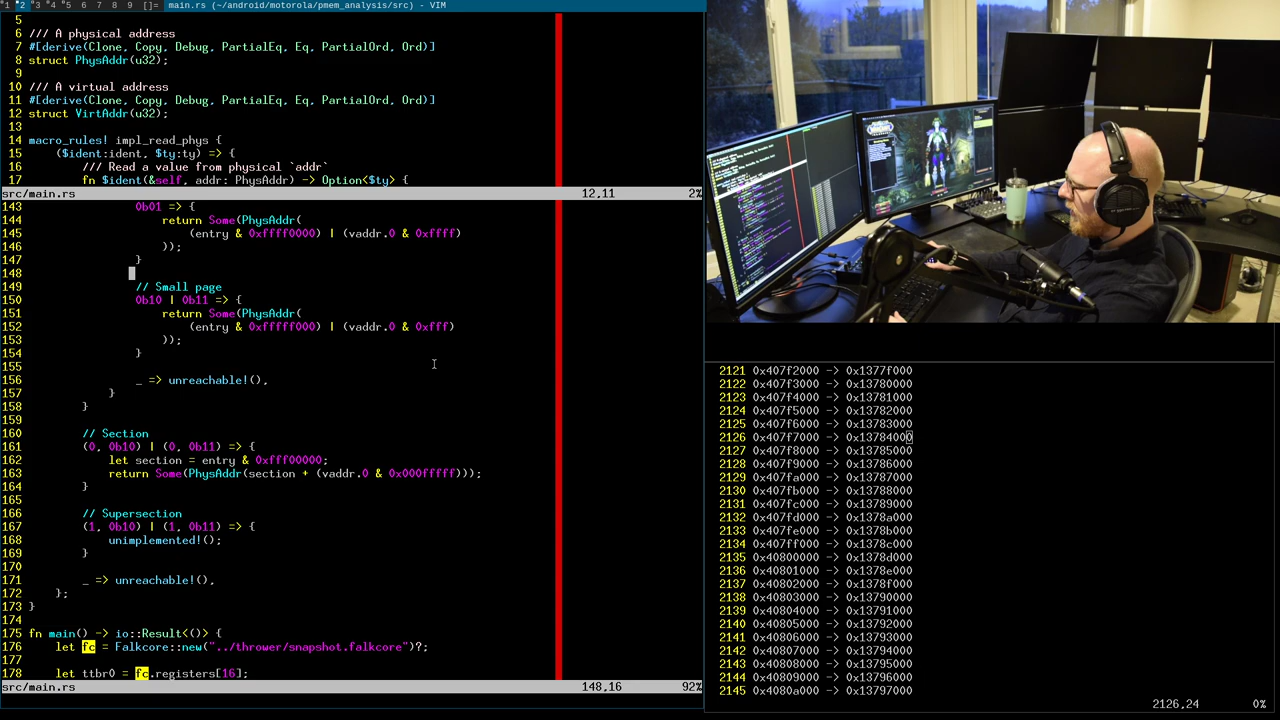 1 2 3 4 5 6 7 8 9 []= main.rs (~/android/motorola/pmem_analysis/src) - VIM
5
6 /// A physical address
7 #[derive(Clone, Copy, Debug, PartialEq, Eq, PartialOrd, Ord)]
8 struct PhysAddr(u32);
9
10 /// A virtual address
11 #[derive(Clone, Copy, Debug, PartialEq, Eq, PartialOrd, Ord)]
12 struct VirtAddr(u32);
13
14 macro_rules! impl_read_phys {
15     ($ident:ident, $ty:ty) => {
16         /// Read a value from physical `addr`
17         fn $ident(&self, addr: PhysAddr) -> Option<$ty> {
src/main.rs 12,11 2%
143 0b01 => {
144 return Some(PhysAddr(
145 (entry & 0xffff0000) | (vaddr.0 & 0xffff)
146 ));
147 }
148
149 // Small page
150 0b10 | 0b11 => {
151 return Some(PhysAddr(
152 (entry & 0xfffff000) | (vaddr.0 & 0xfff)
153 ));
154 }
155
156 _ => unreachable!(),
157 }
158 }
159
160 // Section
161 (0, 0b10) | (0, 0b11) => {
162 let section = entry & 0xfff00000;
163 return Some(PhysAddr(section + (vaddr.0 & 0x000fffff)));
164 }
165
166 // Supersection
167 (1, 0b10) | (1, 0b11) => {
168 unimplemented!();
169 }
170
171 _ => unreachable!(),
172 };
173 }
174
175 fn main() -> io::Result<()> {
176 let fc = Falkcore::new("../thrower/snapshot.falkcore")?;
177
178 let ttbr0 = fc.registers[16];
src/main.rs 148,16 92%
2121 0x407f2000 -> 0x1377f000
2122 0x407f3000 -> 0x13780000
2123 0x407f4000 -> 0x13781000
2124 0x407f5000 -> 0x13782000
2125 0x407f6000 -> 0x13783000
2126 0x407f7000 -> 0x13784000
2127 0x407f8000 -> 0x13785000
2128 0x407f9000 -> 0x13786000
2129 0x407fa000 -> 0x13787000
2130 0x407fb000 -> 0x13788000
2131 0x407fc000 -> 0x13789000
2132 0x407fd000 -> 0x1378a000
2133 0x407fe000 -> 0x1378b000
2134 0x407ff000 -> 0x1378c000
2135 0x40800000 -> 0x1378d000
2136 0x40801000 -> 0x1378e000
2137 0x40802000 -> 0x1378f000
2138 0x40803000 -> 0x13790000
2139 0x40804000 -> 0x13791000
2140 0x40805000 -> 0x13792000
2141 0x40806000 -> 0x13793000
2142 0x40807000 -> 0x13794000
2143 0x40808000 -> 0x13795000
2144 0x40809000 -> 0x13796000
2145 0x4080a000 -> 0x13797000
2126,24 0%